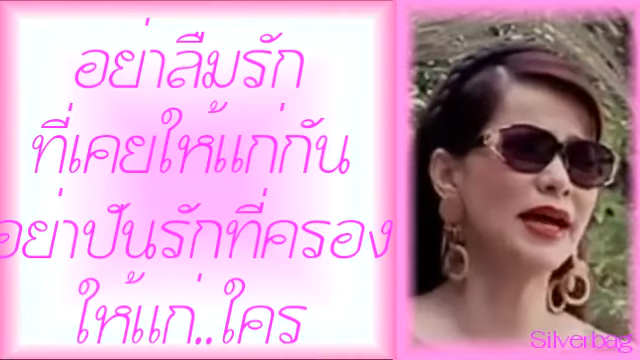 อย่าลืมรัก
ที่เคยให้แก่กัน
อย่าปันรักที่ครอง
ให้แก่..ใคร
Silverbag